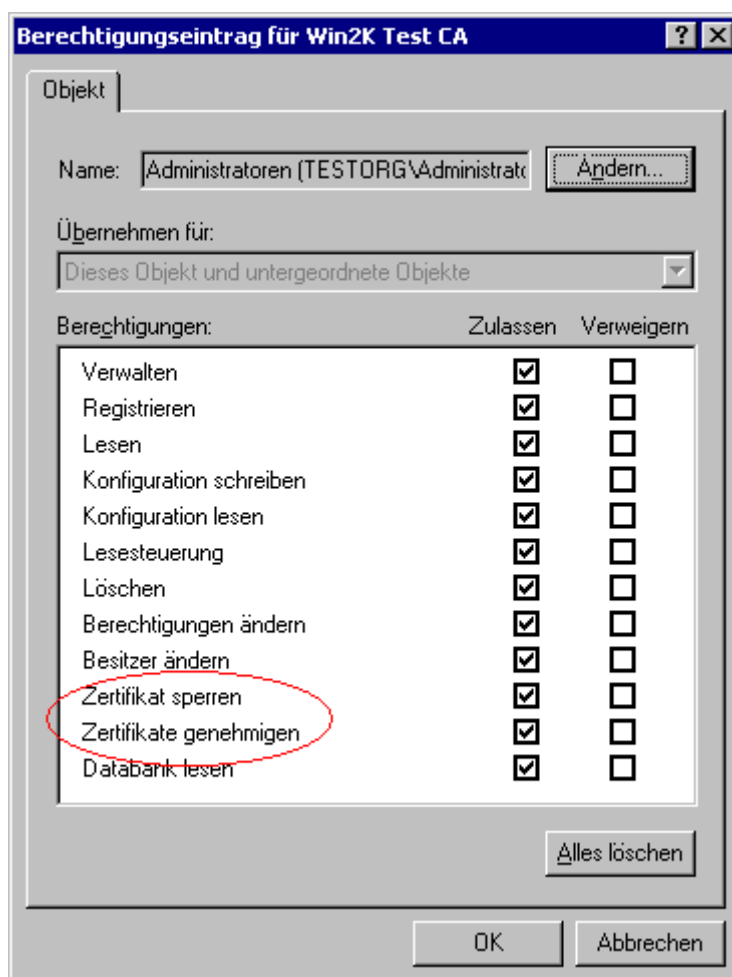 Berechtigungseintrag für Win2K Test CA
Objekt
Name: Administratoren (TESTORG\Administrato Ändern...
Übernehmen für:
Dieses Objekt und untergeordnete Objekte
Berechtigungen: Zulassen Verweigern
Verwalten
Registrieren
Lesen
Konfiguration schreiben
Konfiguration lesen
Lesesteuerung
Löschen
Berechtigungen ändern
Besitzer ändern
Zertifikat sperren
Zertifikate genehmigen
Databank lesen
Alles löschen
OK Abbrechen